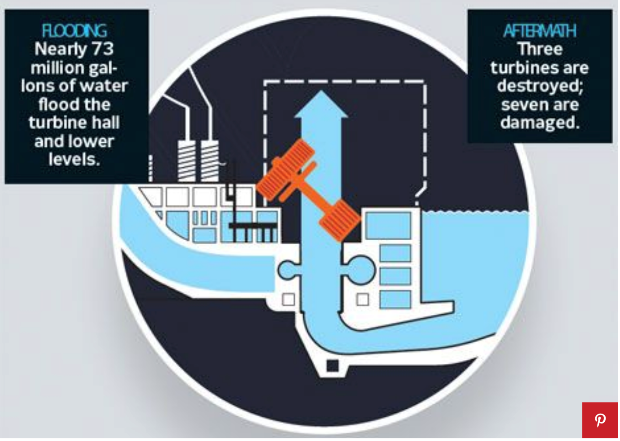 FLOODING
Nearly 73
million gal-
lons of water
flood the
turbine hall
and lower
levels.
AFTERMATH
Three
turbines are
destroyed;
seven are
damaged.